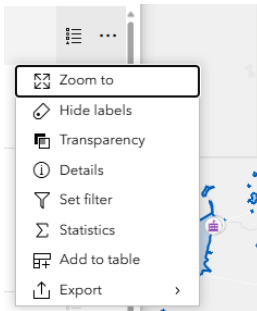 Zoom to
Hide labels
Transparency
Details
Set filter
Statistics
Add to table
Export